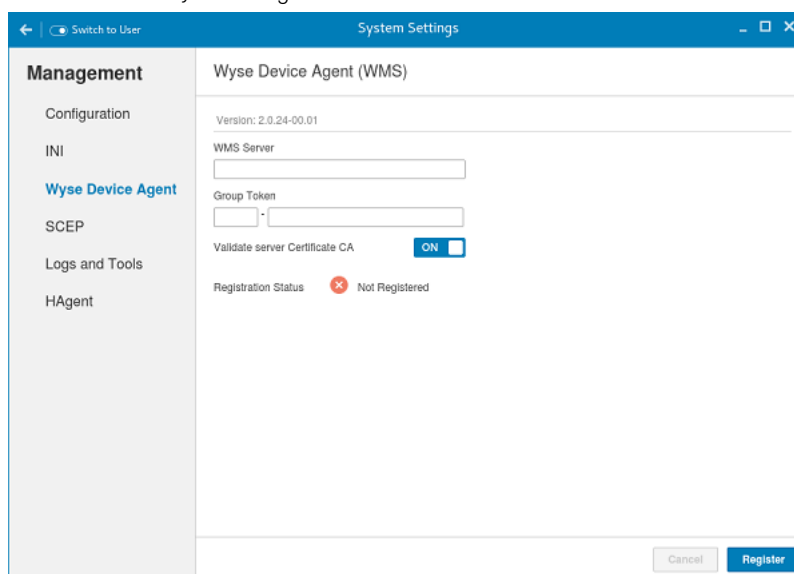 Switch to User
System Settings
Management
Configuration
INI
Wyse Device Agent
SCEP
Logs and Tools
HAgent
Wyse Device Agent (WMS)
Version: 2.0.24-00.01
WMS Server
Group Token
-
Validate server Certificate CA ON
Registration Status Not Registered
Cancel Register